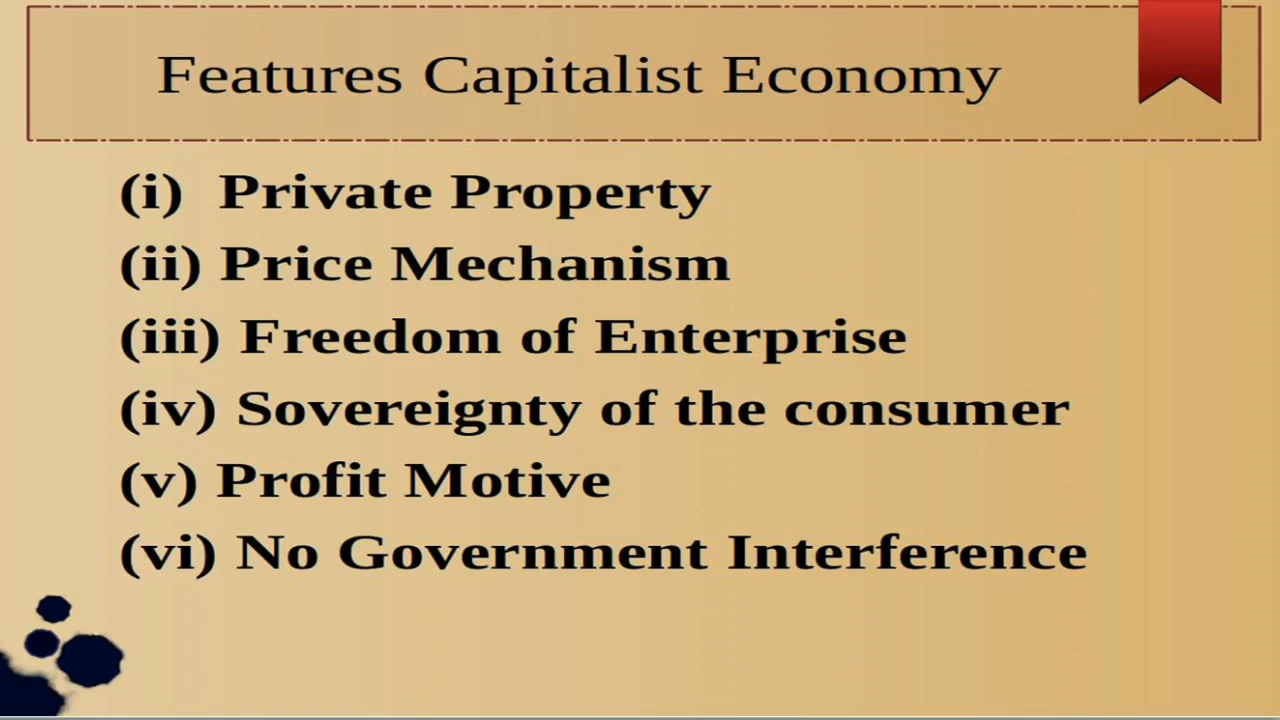 Features Capitalist Economy
(i) Private Property
(ii) Price Mechanism
(iii) Freedom of Enterprise
(iv) Sovereignty of the consumer
(v) Profit Motive
(vi) No Government Interference